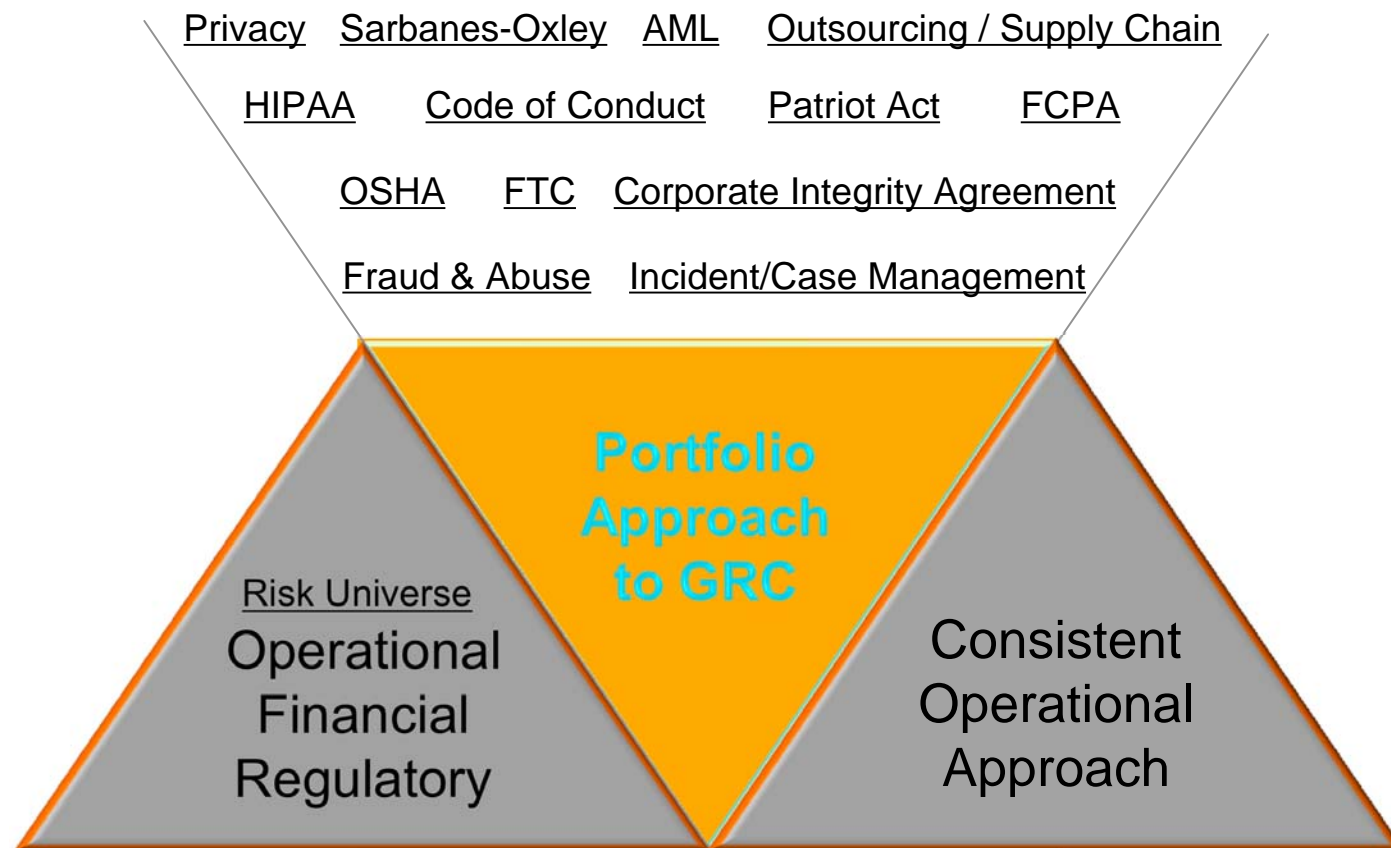 Privacy Sarbanes-Oxley AML Outsourcing / Supply Chain
HIPAA Code of Conduct Patriot Act FCPA
OSHA FTC Corporate Integrity Agreement
Fraud & Abuse Incident/Case Management
Portfolio
Approach
to GRC
Risk Universe
Operational
Financial
Regulatory
Consistent
Operational
Approach